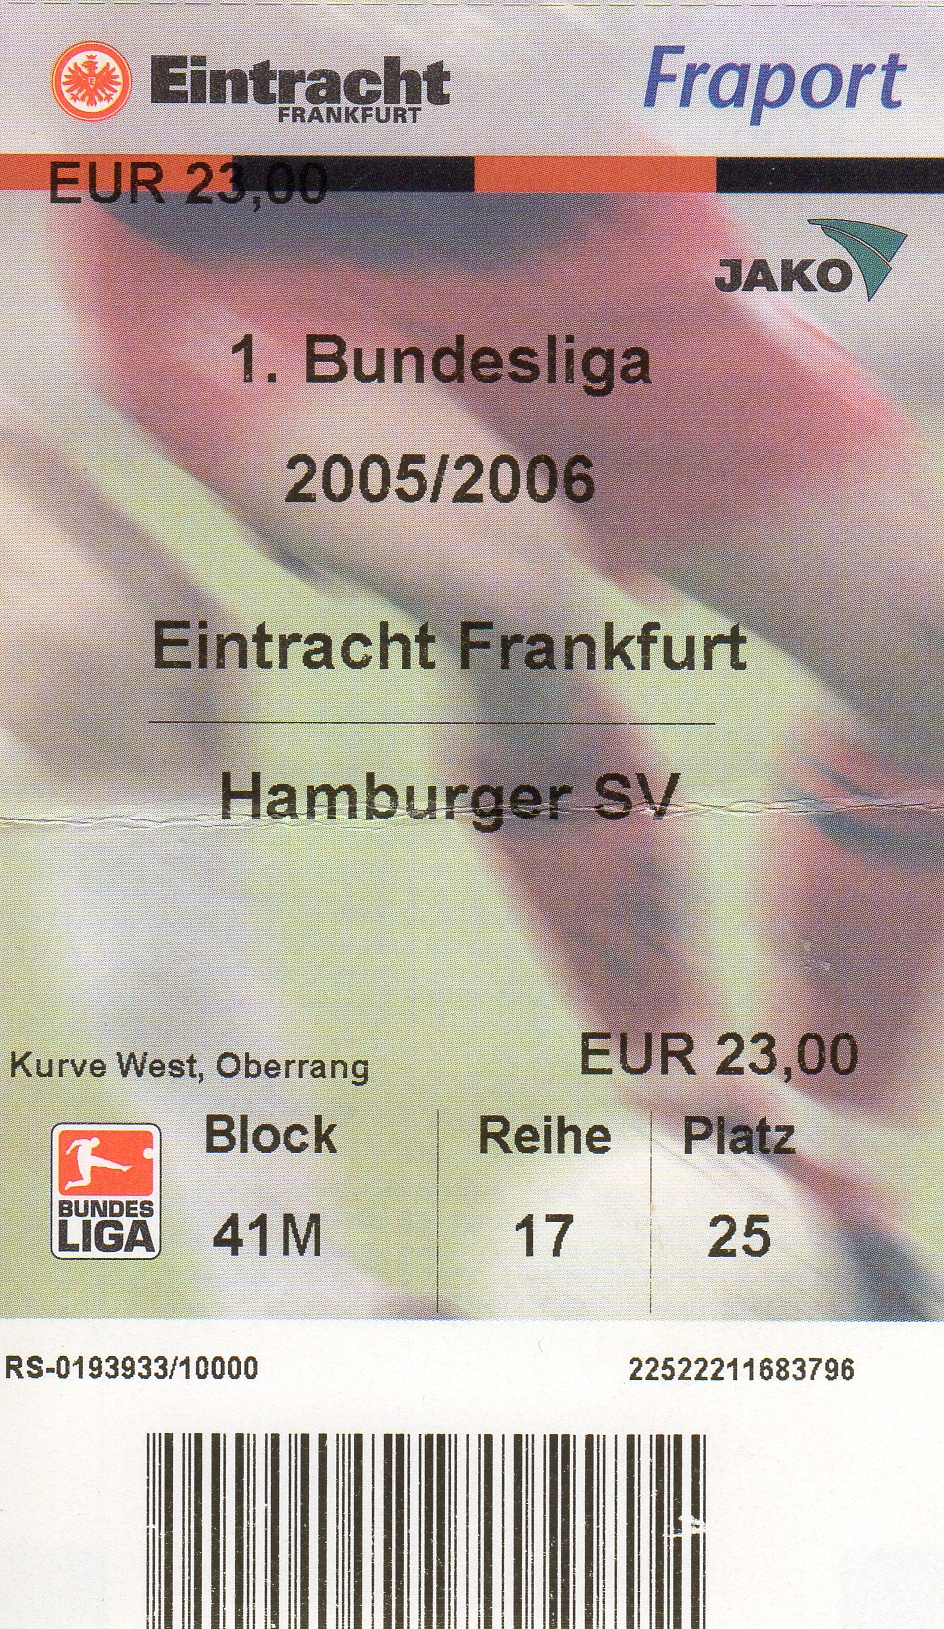 Eintracht
FRANKFURT
Fraport
EUR 23,00
JAKO
1. Bundesliga
2005/2006
Eintracht Frankfurt
Hamburger SV
Kurve West, Oberrang
EUR 23,00
Block Reihe Platz
BUNDES
LIGA
41M 17 25
RS-0193933/10000 22522211683796